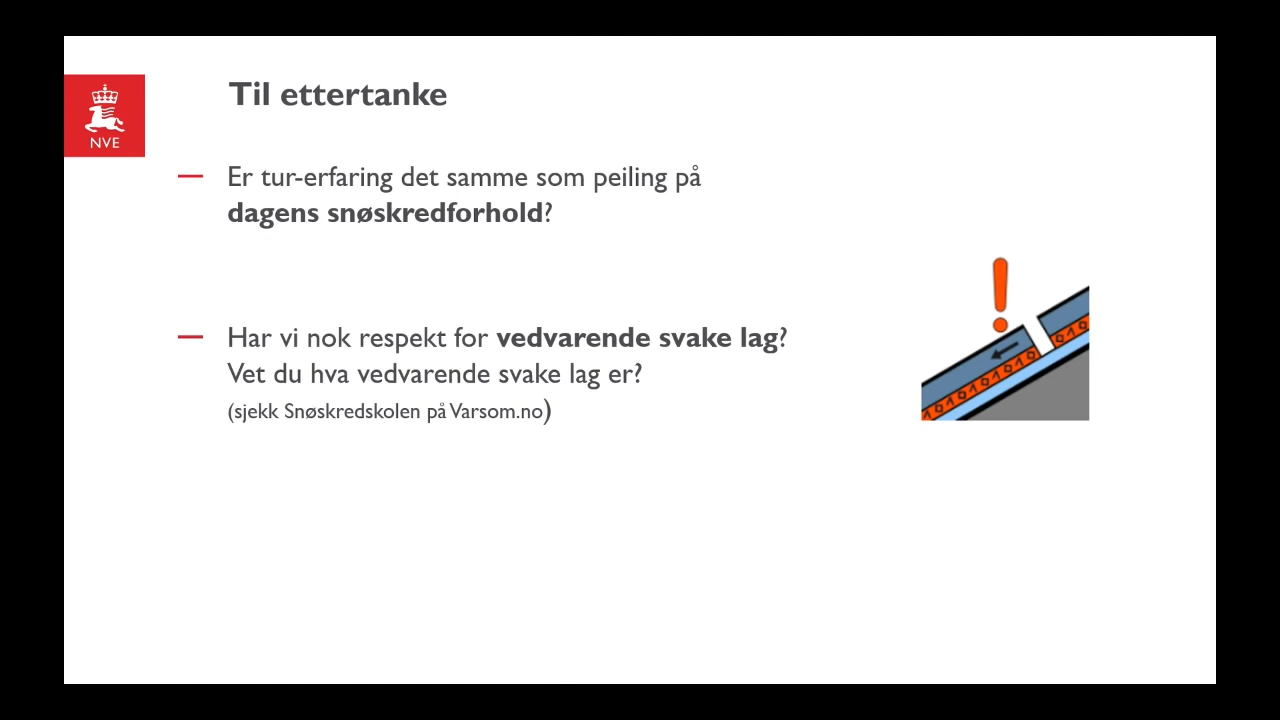 Til ettertanke
NVE
Er tur-erfaring det samme som peiling på
dagens snøskredforhold?
Har vi nok respekt for vedvarende svake lag?
Vet du hva vedvarende svake lag er?
(sjekk Snøskredskolen på Varsom.no)